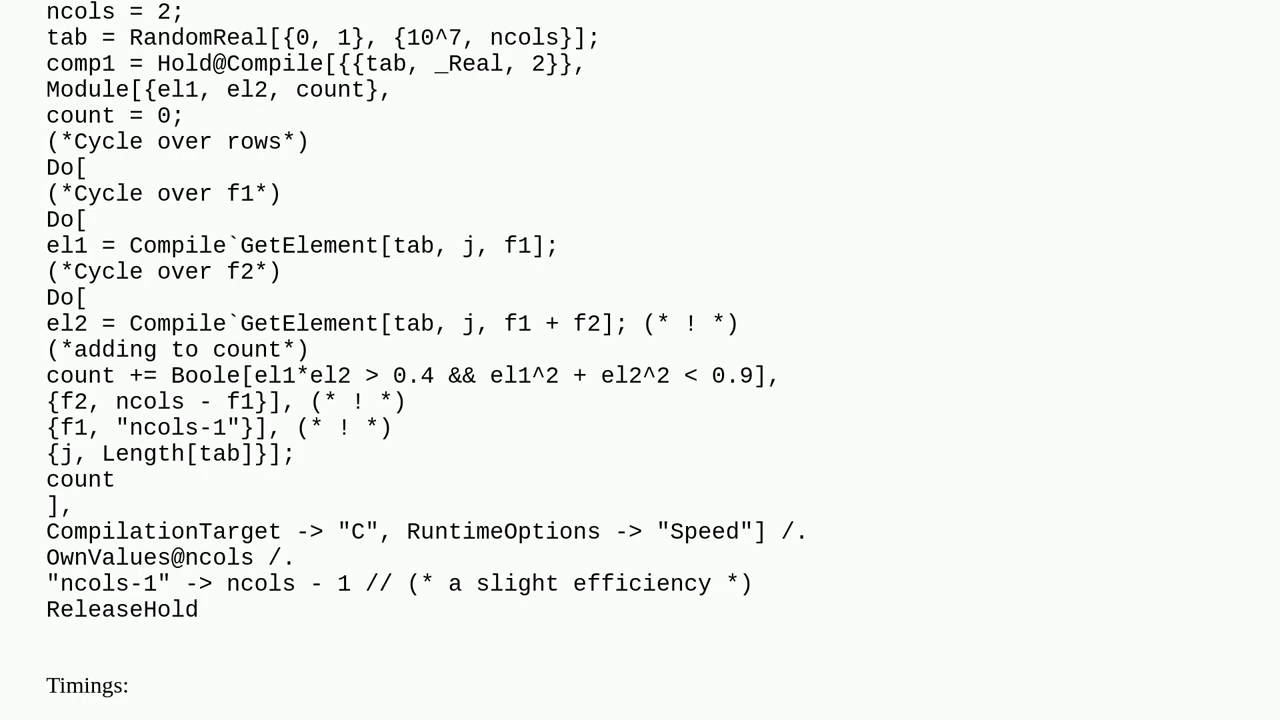 ncols = 2;
tab = RandomReal[{0, 1}, {10^7, ncols}];
comp1 = Hold@Compile[{{tab, _Real, 2}},
Module[{el1, el2, count},
count = 0;
(*Cycle over rows*)
Do[
(*Cycle over f1*)
Do[
el1 = Compile`GetElement[tab, j, f1];
(*Cycle over f2*)
Do[
el2 = Compile`GetElement[tab, j, f1 + f2]; (* ! *)
(*adding to count*)
count += Boole[el1*el2 > 0.4 && el1^2 + el2^2 < 0.9],
{f2, ncols - f1}], (* ! *)
{f1, "ncols-1"}], (* ! *)
{j, Length[tab]}];
count
],
CompilationTarget -> "C", RuntimeOptions -> "Speed"] /.
OwnValues@ncols /.
"ncols-1" -> ncols - 1 // (* a slight efficiency *)
ReleaseHold
Timings: